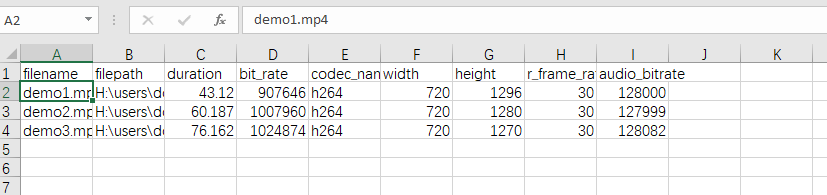 A2 fx demo1.mp4
A B C D E F G H I J K
1 filename filepath duration bit_rate codec_nan width height r_frame_ra audio_bitrate
2 demo1.mp H:\users\de 43.12 907646 h264 720 1296 30 128000
3 demo2.mp H:\users\de 60.187 1007960 h264 720 1280 30 127999
4 demo3.mp H:\users\de 76.162 1024874 h264 720 1270 30 128082
5
6
7